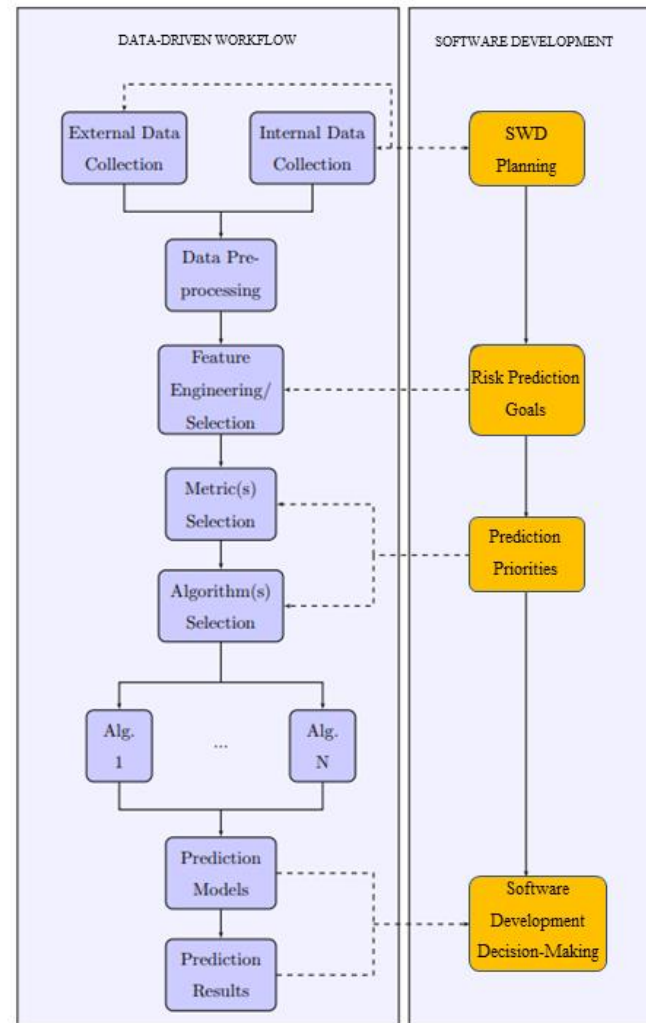 DATA-DRIVEN WORKFLOW
SOFTWARE DEVELOPMENT
External Data
Collection
Internal Data
Collection
SWD
Planning
Data Pre-
processing
Feature
Engineering/
Selection
Risk Prediction
Goals
Metric(s)
Selection
Prediction
Priorities
Algorithm(s)
Selection
Alg.
1
...
Alg.
N
Prediction
Models
Software
Development
Decision-Making
Prediction
Results